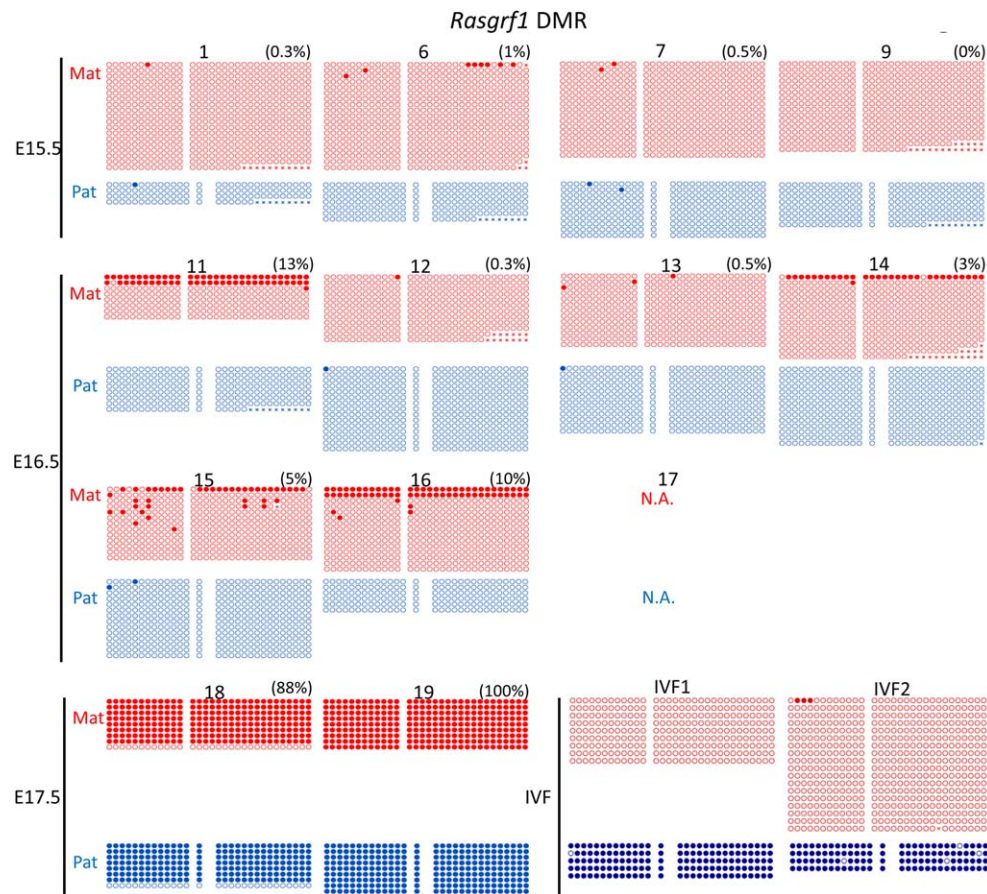 Rasgrf1 DMR
1 (0.3%) 6 (1%) 7 (0.5%) 9 (0%)
Mat
E15.5
Pat
11 (13%) 12 (0.3%) 13 (0.5%) 14 (3%)
Mat
Pat
E16.5
15 (5%) 16 (10%) 17
Mat N.A.
Pat N.A.
18 (88%) 19 (100%) IVF1 IVF2
Mat
E17.5 IVF
Pat